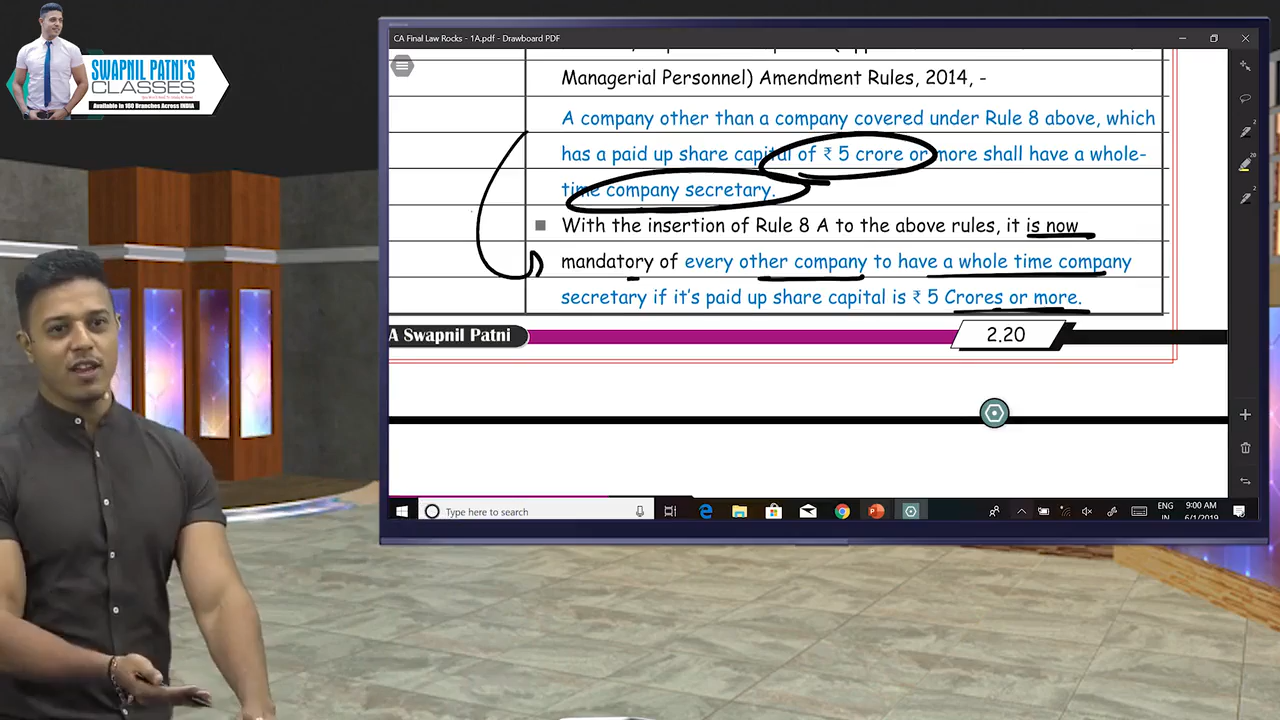 SWAPNIL PATNI'S
CLASSES
Available in 160 Branches Across INDIA
CA Final Law Rocks - 1A.pdf - Drawboard PDF
Managerial Personnel) Amendment Rules, 2014, -
A company other than a company covered under Rule 8 above, which
has a paid up share capital of ₹ 5 crore or more shall have a whole-
time company secretary.
■ With the insertion of Rule 8 A to the above rules, it is now
mandatory of every other company to have a whole time company
secretary if it's paid up share capital is ₹ 5 Crores or more.
A Swapnil Patni
2.20
Type here to search
ENG
IN
9:00 AM
6/1/2019